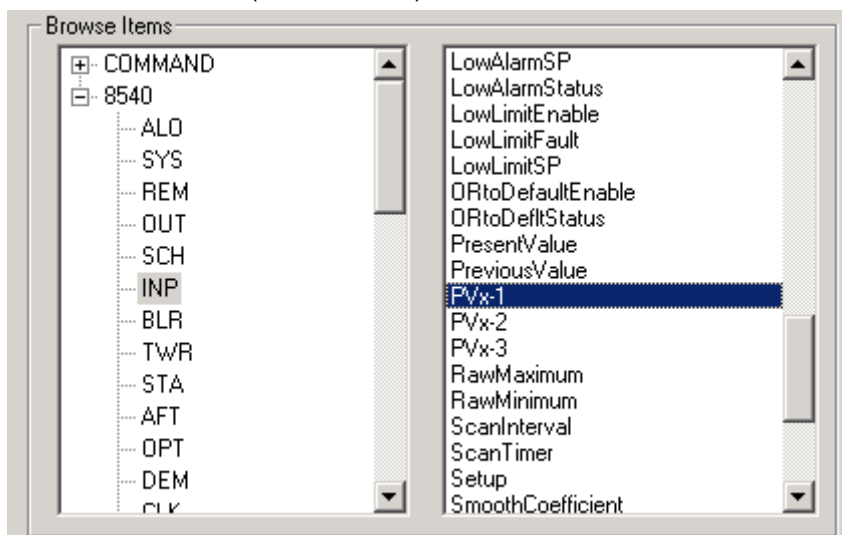 Browse Items
COMMAND
8540
ALO
SYS
REM
OUT
SCH
INP
BLR
TWR
STA
AFT
OPT
DEM
CLK
LowAlarmSP
LowAlarmStatus
LowLimitEnable
LowLimitFault
LowLimitSP
ORtoDefaultEnable
ORtoDefltStatus
PresentValue
PreviousValue
PVx-1
PVx-2
PVx-3
RawMaximum
RawMinimum
ScanInterval
ScanTimer
Setup
SmoothCoefficient